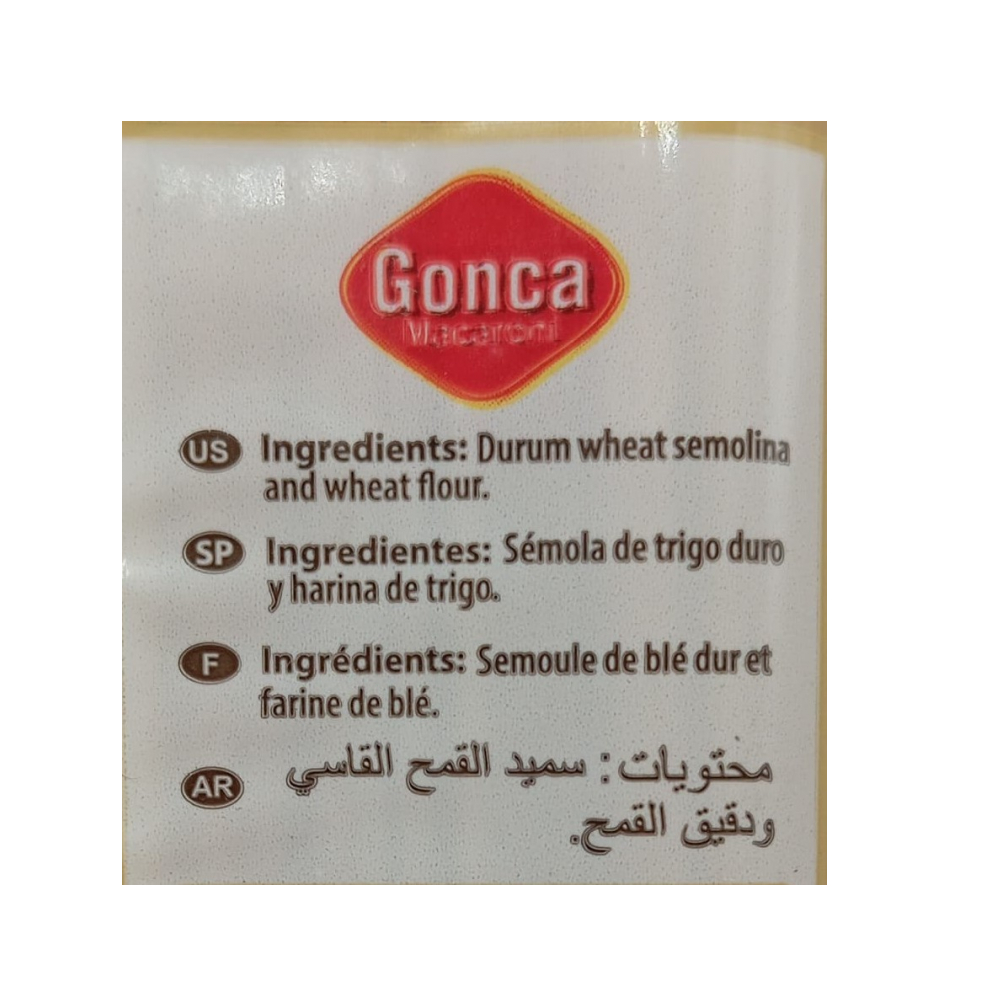 Gonca
Macaroni
US Ingredients: Durum wheat semolina
and wheat flour.
SP Ingredientes: Sémola de trigo duro
y harina de trigo.
F Ingrédients: Semoule de blé dur et
farine de blé.
AR محتويات: سميد القمح القاسي
ودقيق القمح.